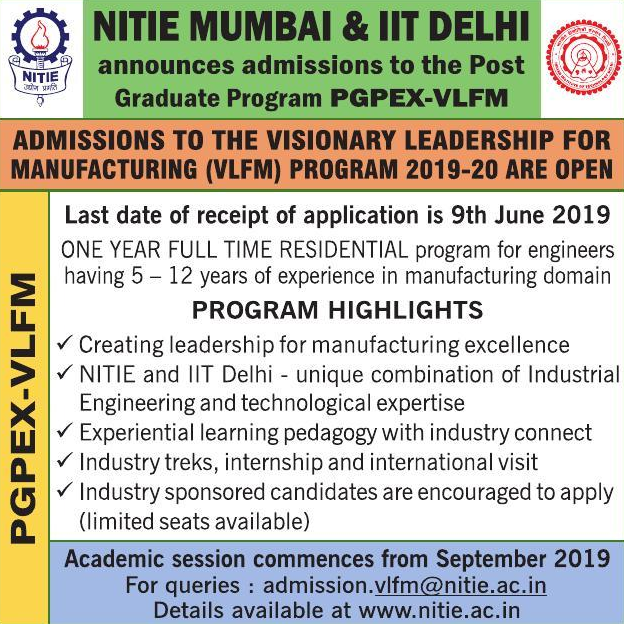 NITIE MUMBAI & IIT DELHI
announces admissions to the Post
Graduate Program PGPEX-VLFM
NITIE
उद्योग प्रगति
ADMISSIONS TO THE VISIONARY LEADERSHIP FOR
MANUFACTURING (VLFM) PROGRAM 2019-20 ARE OPEN
PGPEX-VLFM
Last date of receipt of application is 9th June 2019
ONE YEAR FULL TIME RESIDENTIAL program for engineers
having 5 – 12 years of experience in manufacturing domain
PROGRAM HIGHLIGHTS
✓ Creating leadership for manufacturing excellence
✓ NITIE and IIT Delhi - unique combination of Industrial
Engineering and technological expertise
✓ Experiential learning pedagogy with industry connect
✓ Industry treks, internship and international visit
✓ Industry sponsored candidates are encouraged to apply
(limited seats available)
Academic session commences from September 2019
For queries : admission.vlfm@nitie.ac.in
Details available at www.nitie.ac.in